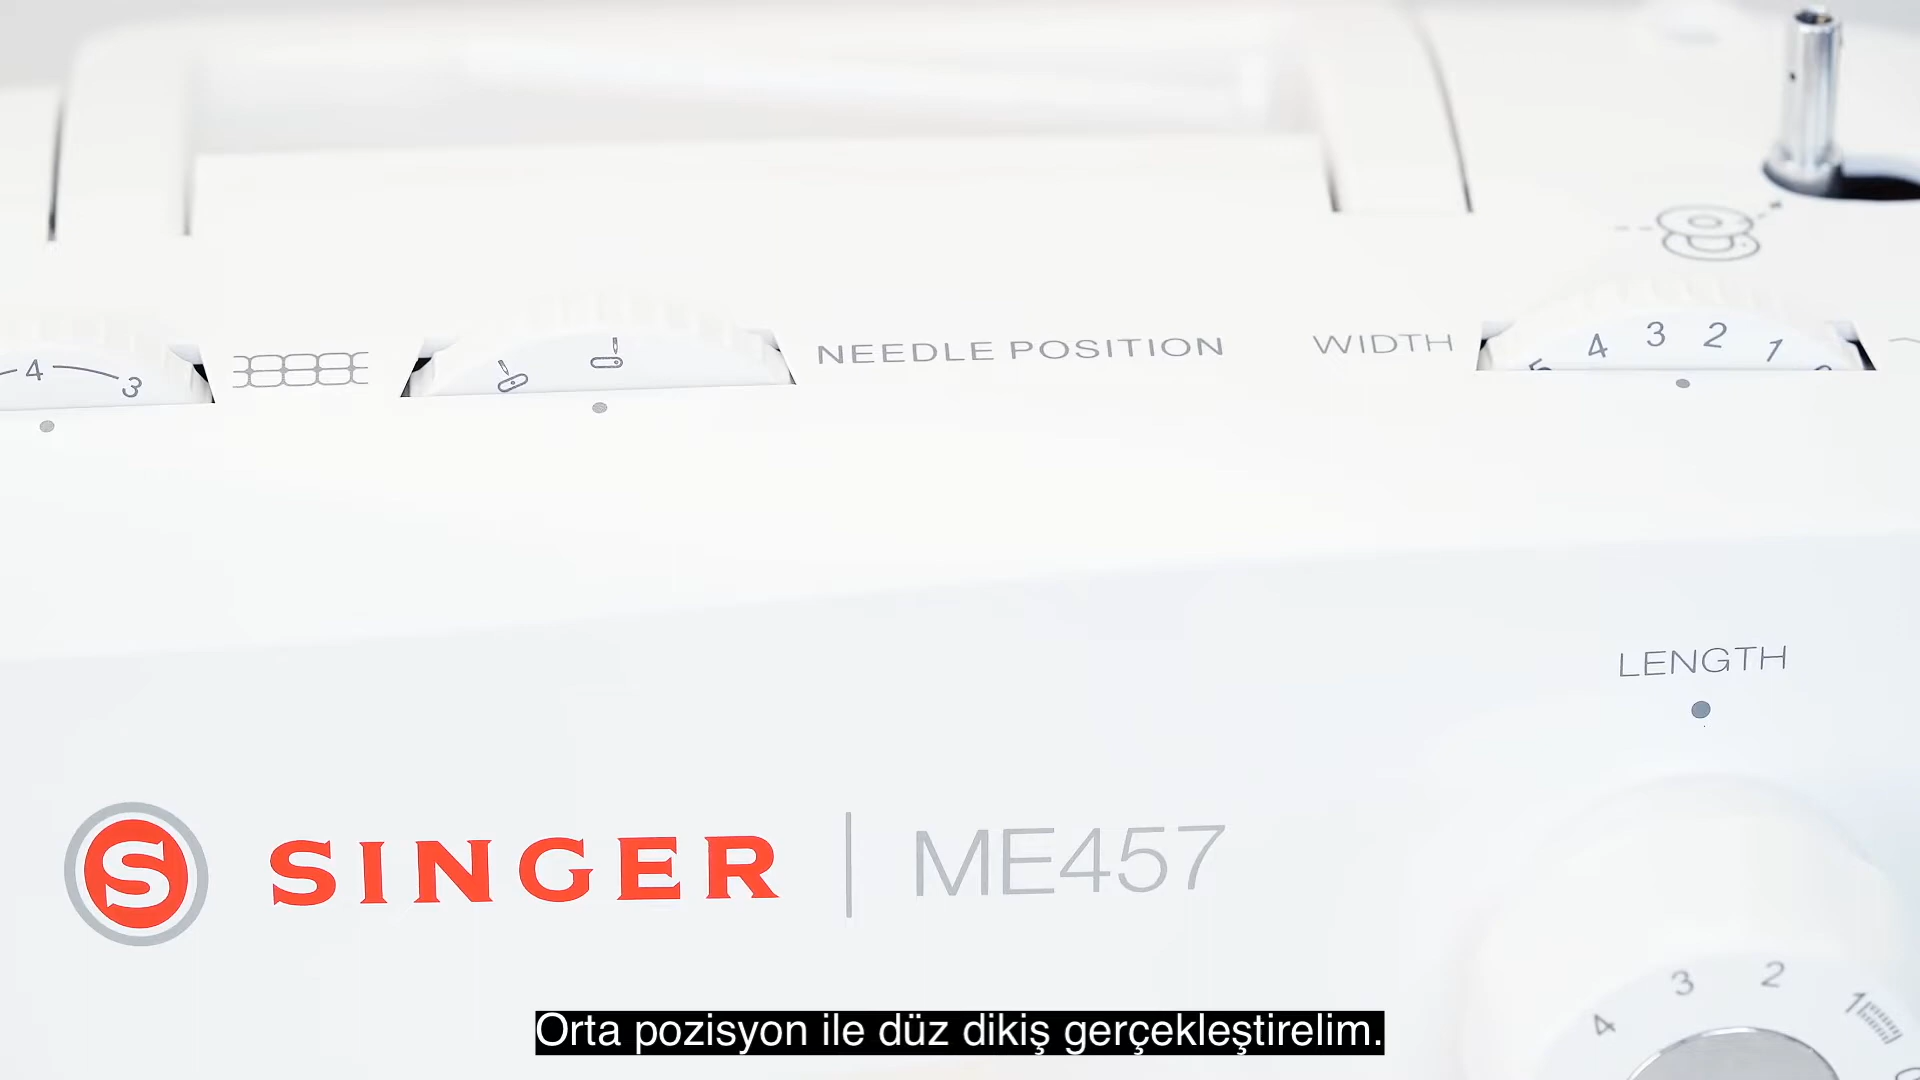 4 3
NEEDLE POSITION
WIDTH
5 4 3 2 1
LENGTH
S SINGER | ME457
4 3 2 1
Orta pozisyon ile düz dikiş gerçekleştirelim.